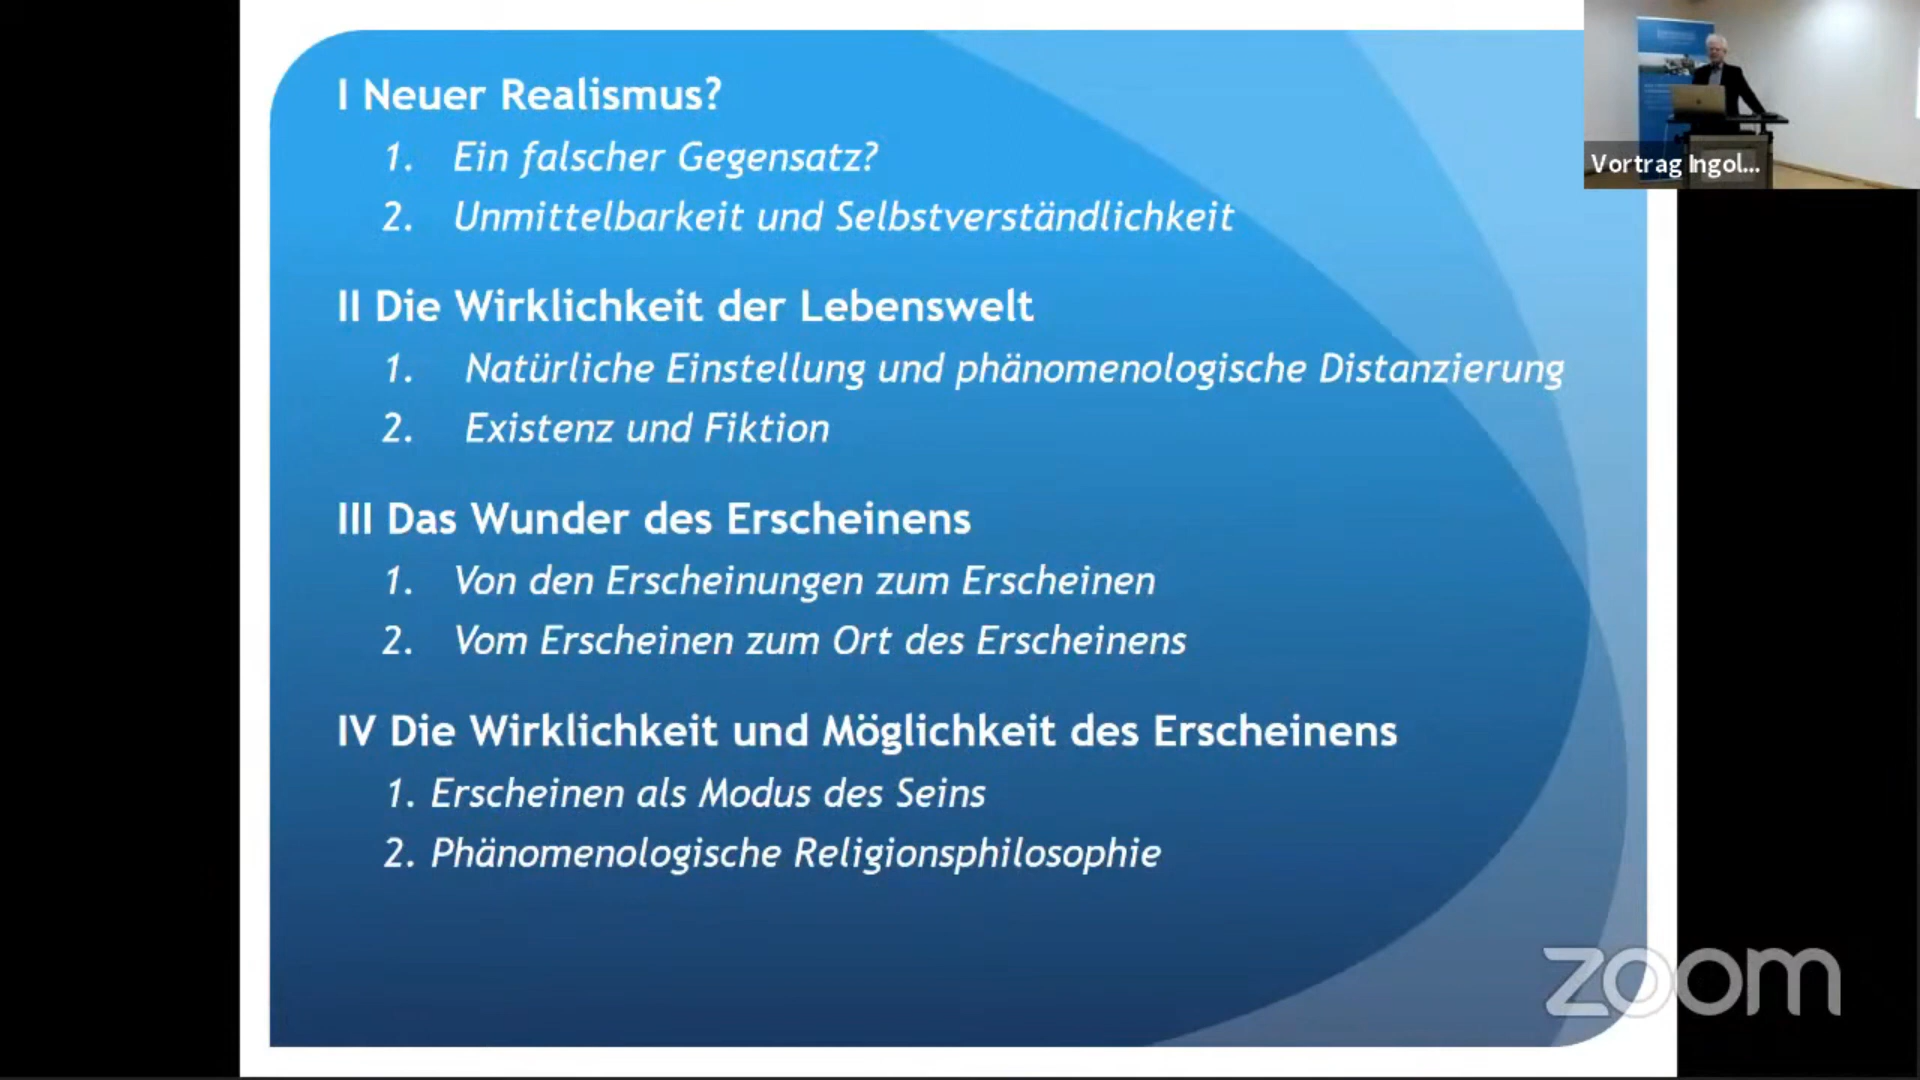 I Neuer Realismus?
1. Ein falscher Gegensatz?
2. Unmittelbarkeit und Selbstverständlichkeit
II Die Wirklichkeit der Lebenswelt
1. Natürliche Einstellung und phänomenologische Distanzierung
2. Existenz und Fiktion
III Das Wunder des Erscheinens
1. Von den Erscheinungen zum Erscheinen
2. Vom Erscheinen zum Ort des Erscheinens
IV Die Wirklichkeit und Möglichkeit des Erscheinens
1. Erscheinen als Modus des Seins
2. Phänomenologische Religionsphilosophie
Vortrag Ingol...
zoom